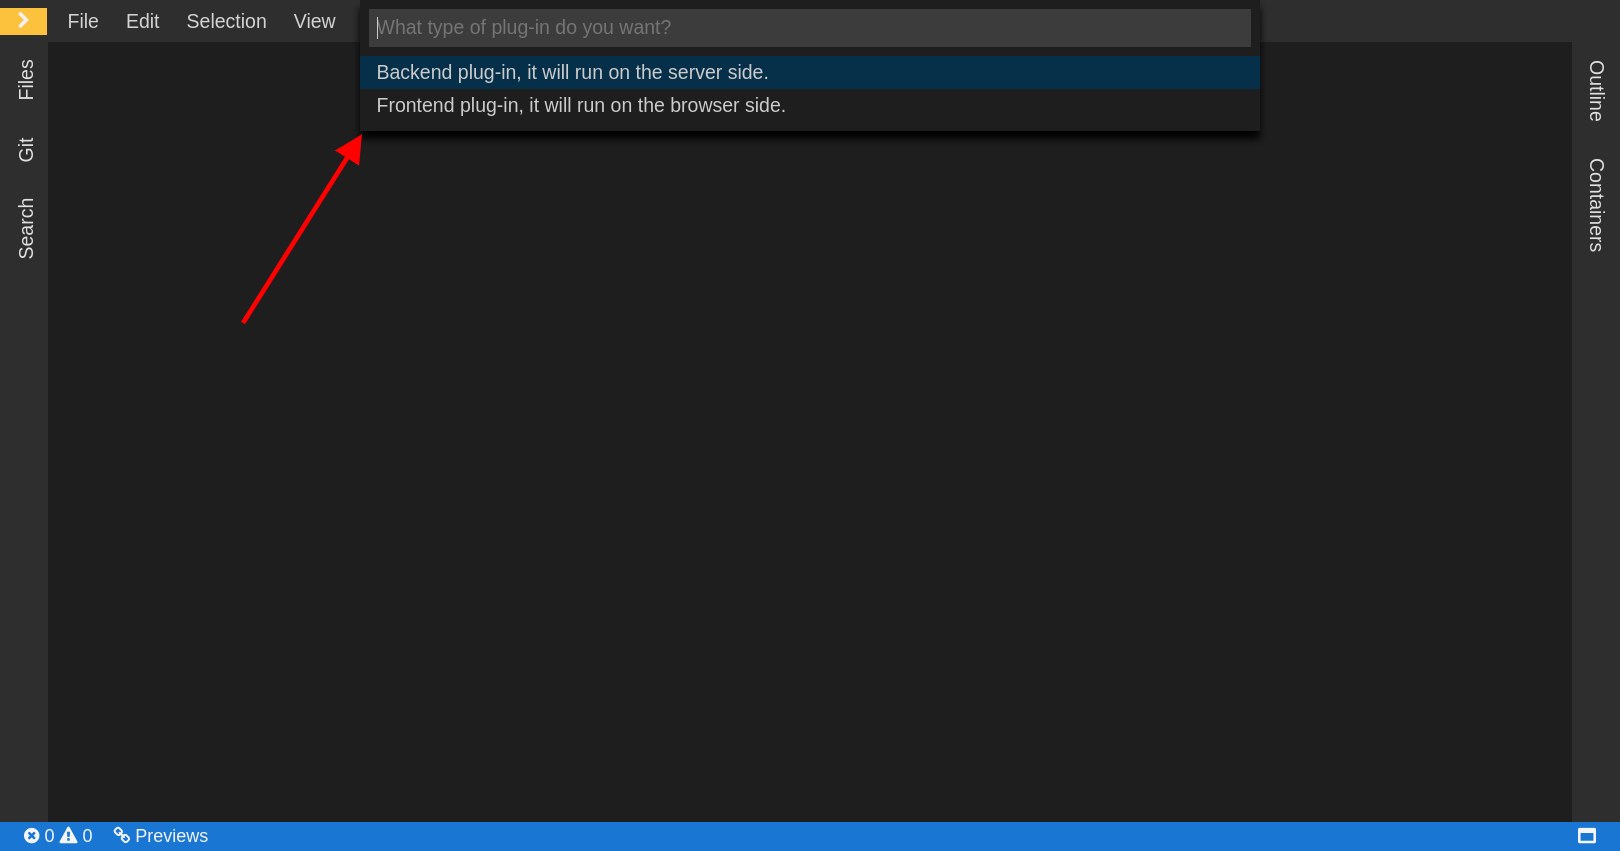 File Edit Selection View
What type of plug-in do you want?
Backend plug-in, it will run on the server side.
Frontend plug-in, it will run on the browser side.
Files
Git
Search
Outline
Containers
0 0 Previews